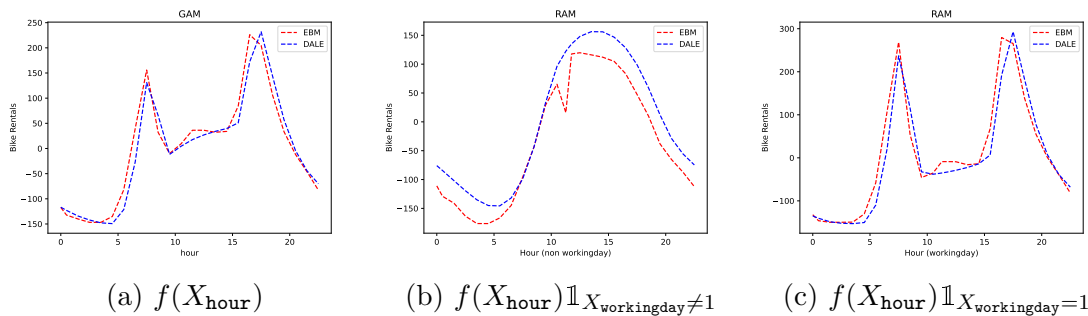 GAM
250
200
150
100
50
0
−50
−100
−150
Bike Rentals
0 5 10 15 20
hour
EBM
DALE
RAM
150
100
50
0
−50
−100
−150
Bike Rentals
0 5 10 15 20
Hour (non workingday)
EBM
DALE
RAM
300
200
100
0
−100
Bike Rentals
0 5 10 15 20
Hour (workingday)
EBM
DALE
(a) f(X_hour)
(b) f(X_hour)𝟙_{X_workingday≠1}
(c) f(X_hour)𝟙_{X_workingday=1}